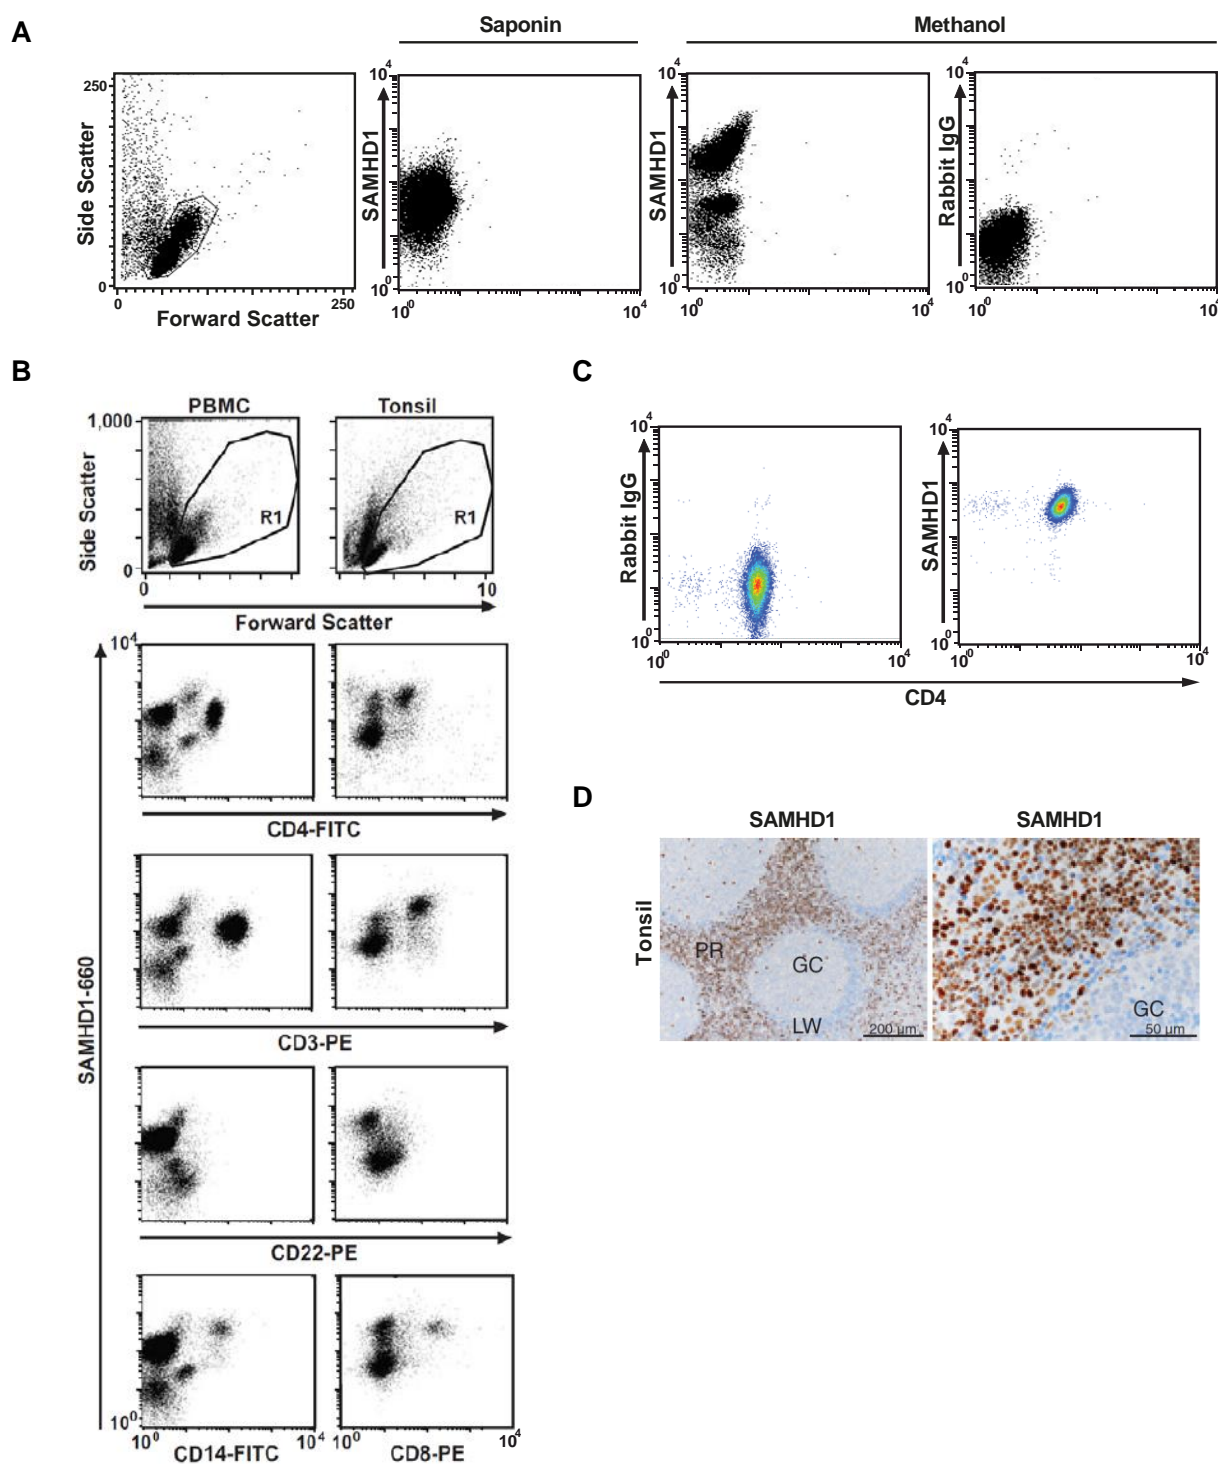 A
Saponin
Methanol
250
Side Scatter
0
0
250
Forward Scatter
10^4
SAMHD1
10^0
10^0
10^4
10^4
SAMHD1
10^0
10^0
10^4
10^4
Rabbit IgG
10^0
10^0
10^4
B
PBMC
Tonsil
1,000
Side Scatter
0
R1
R1
0
10
Forward Scatter
10^4
SAMHD1-660
10^0
CD4-FITC
CD3-PE
CD22-PE
10^0
10^4
10^0
10^4
CD14-FITC
CD8-PE
C
10^4
Rabbit IgG
10^0
10^0
10^4
10^4
SAMHD1
10^0
10^0
10^4
CD4
D
SAMHD1
SAMHD1
Tonsil
PR
GC
LW
200 µm
GC
50 µm